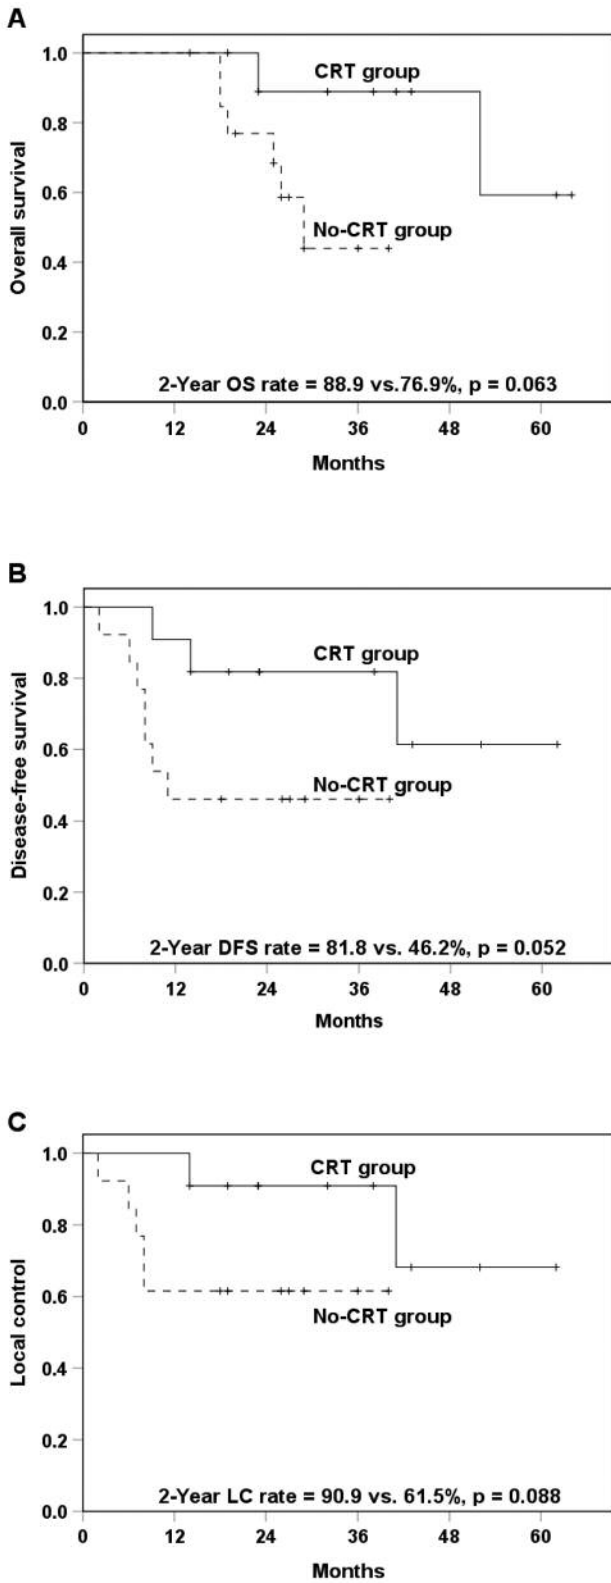 A
Overall survival
1.0
CRT group
0.8
0.6
No-CRT group
0.4
0.2
2-Year OS rate = 88.9 vs.76.9%, p = 0.063
0.0
0 12 24 36 48 60
Months
B
Disease-free survival
1.0
CRT group
0.8
0.6
No-CRT group
0.4
0.2
2-Year DFS rate = 81.8 vs. 46.2%, p = 0.052
0.0
0 12 24 36 48 60
Months
C
Local control
1.0
CRT group
0.8
0.6
No-CRT group
0.4
0.2
2-Year LC rate = 90.9 vs. 61.5%, p = 0.088
0.0
0 12 24 36 48 60
Months